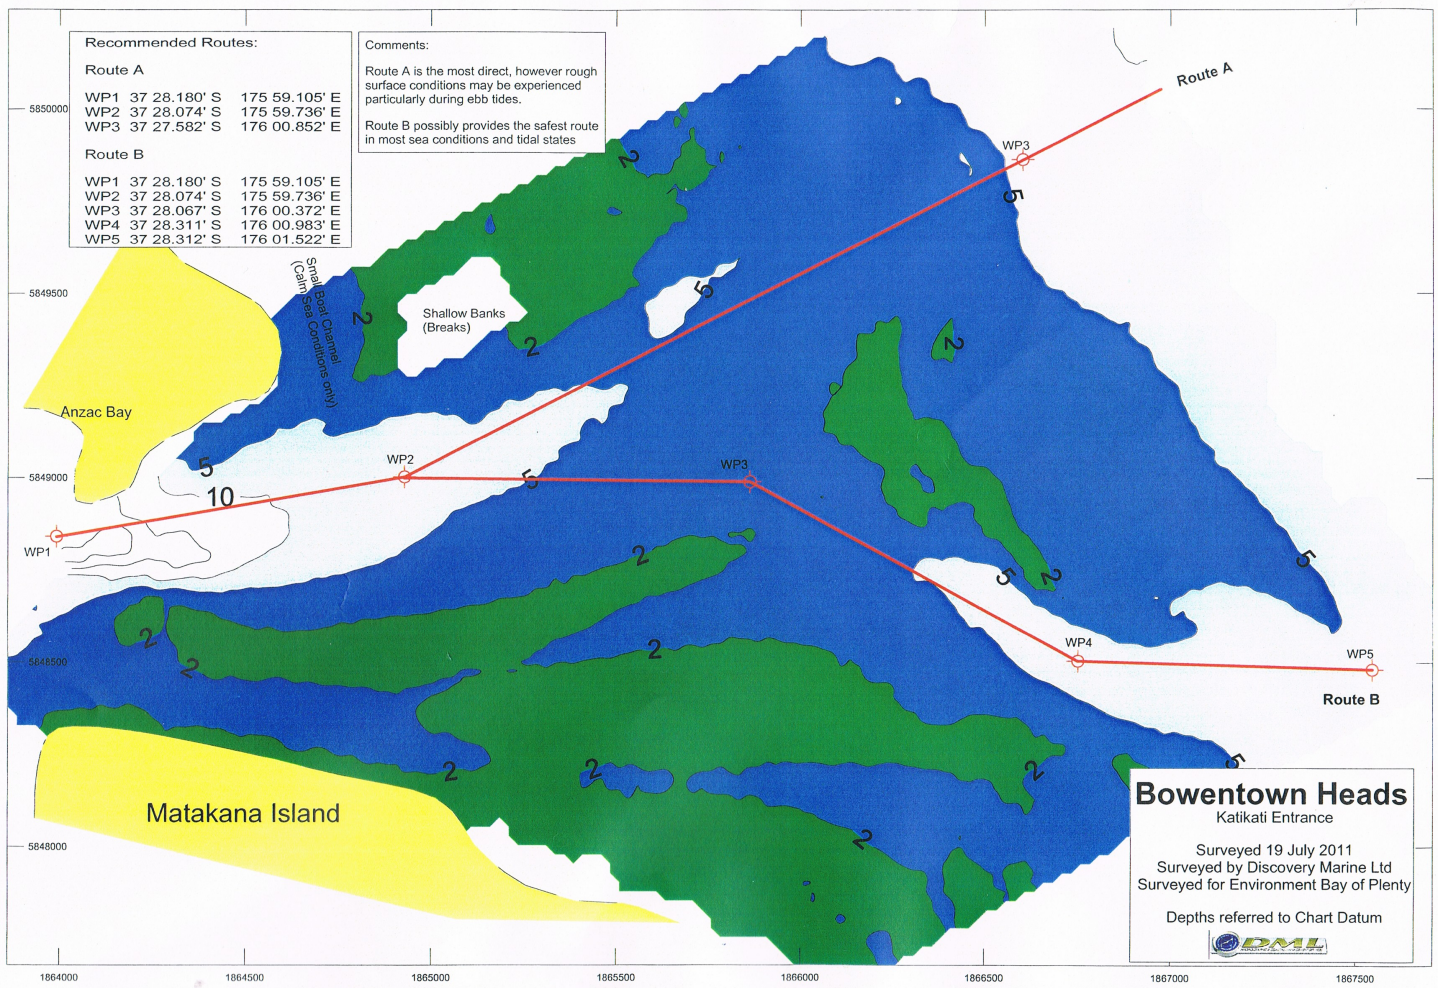 Recommended Routes:
Route A
WP1 37 28.180' S 175 59.105' E
WP2 37 28.074' S 175 59.736' E
WP3 37 27.582' S 176 00.852' E
Route B
WP1 37 28.180' S 175 59.105' E
WP2 37 28.074' S 175 59.736' E
WP3 37 28.067' S 176 00.372' E
WP4 37 28.311' S 176 00.983' E
WP5 37 28.312' S 176 01.522' E
Comments:
Route A is the most direct, however rough
surface conditions may be experienced
particularly during ebb tides.
Route B possibly provides the safest route
in most sea conditions and tidal states
Route A
5850000
WP3
2
5
Small Boat Channel
(Calm Sea Conditions only)
5849500
5
2
Shallow Banks
(Breaks)
2
2
Anzac Bay
WP2
WP3
5
5849000
5
10
WP1
2
5
2
5
2
2
2
WP4
WP5
5848500
Route B
2
2
2
5
Matakana Island
2
5848000
Bowentown Heads
Katikati Entrance
Surveyed 19 July 2011
Surveyed by Discovery Marine Ltd
Surveyed for Environment Bay of Plenty
Depths referred to Chart Datum
DML
1864000
1864500
1865000
1865500
1866000
1866500
1867000
1867500